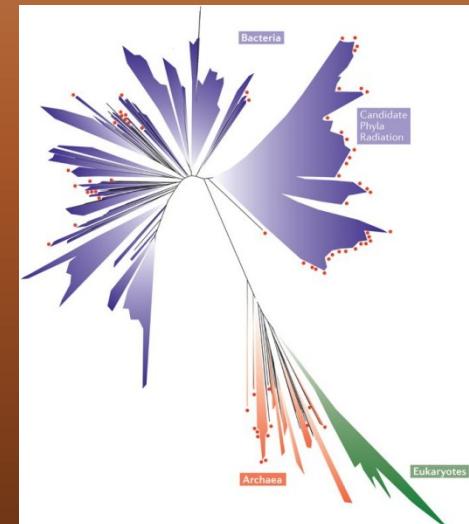 Bacteria
Candidate
Phyla
Radiation
Eukaryotes
Archaea